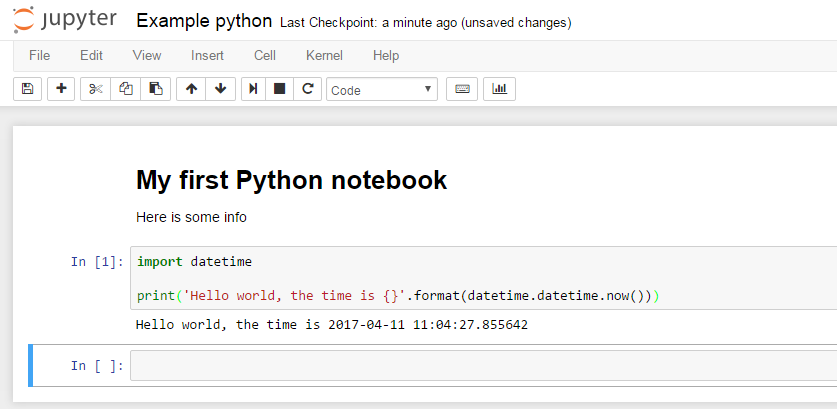 jupyter Example python Last Checkpoint: a minute ago (unsaved changes)
File Edit View Insert Cell Kernel Help
Code
My first Python notebook
Here is some info
In [1]: import datetime
print('Hello world, the time is {}'.format(datetime.datetime.now()))
Hello world, the time is 2017-04-11 11:04:27.855642
In [ ]: